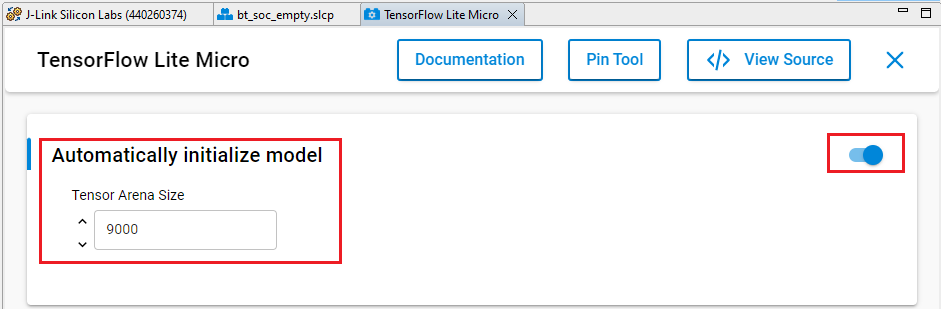 J-Link Silicon Labs (440260374)
bt_soc_empty.slcp
TensorFlow Lite Micro
TensorFlow Lite Micro
Documentation
Pin Tool
View Source
Automatically initialize model
Tensor Arena Size
9000